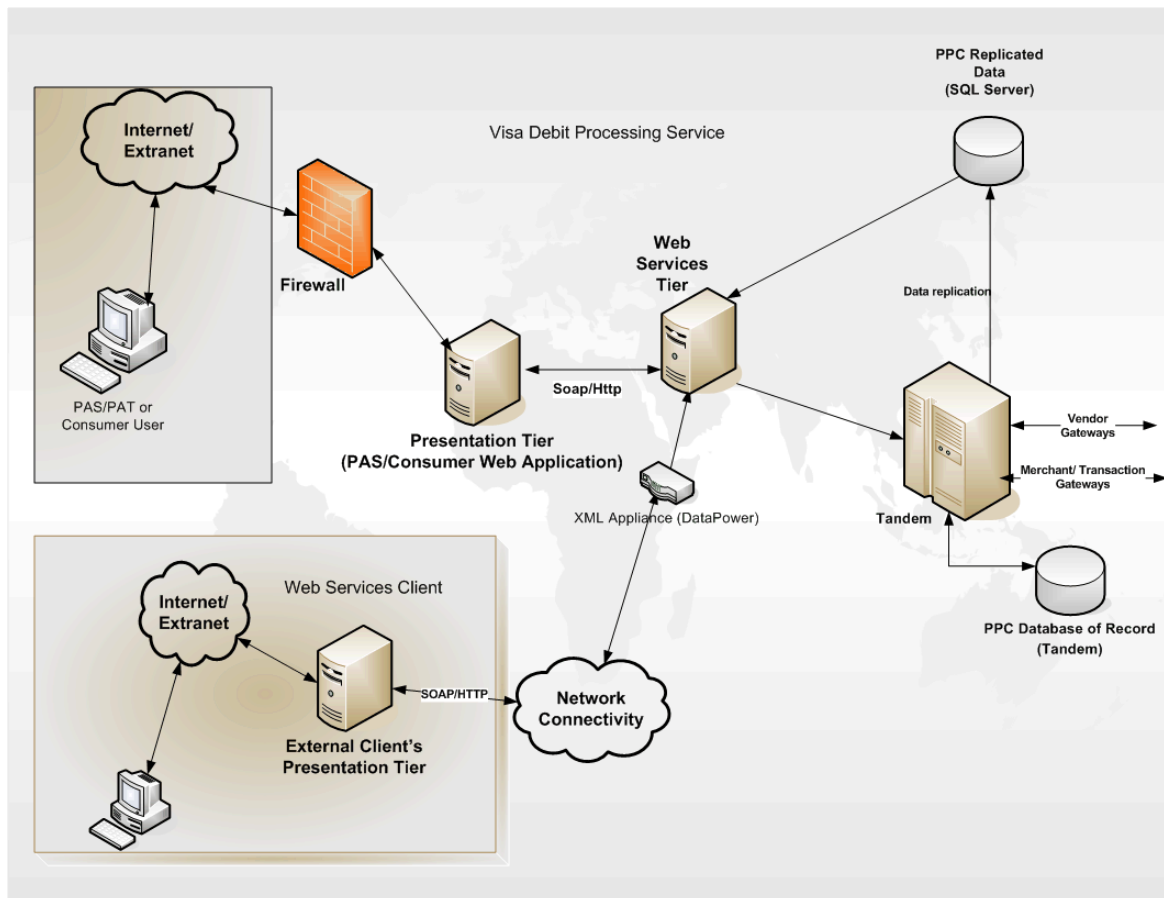 PPC Replicated
Data
(SQL Server)
Internet/
Extranet
Visa Debit Processing Service
Firewall
Web
Services
Tier
Data replication
PAS/PAT or
Consumer User
Soap/Http
Presentation Tier
(PAS/Consumer Web Application)
Vendor
Gateways
Merchant/ Transaction
Gateways
XML Appliance (DataPower)
Tandem
Web Services Client
Internet/
Extranet
PPC Database of Record
(Tandem)
SOAP/HTTP
Network
Connectivity
External Client's
Presentation Tier